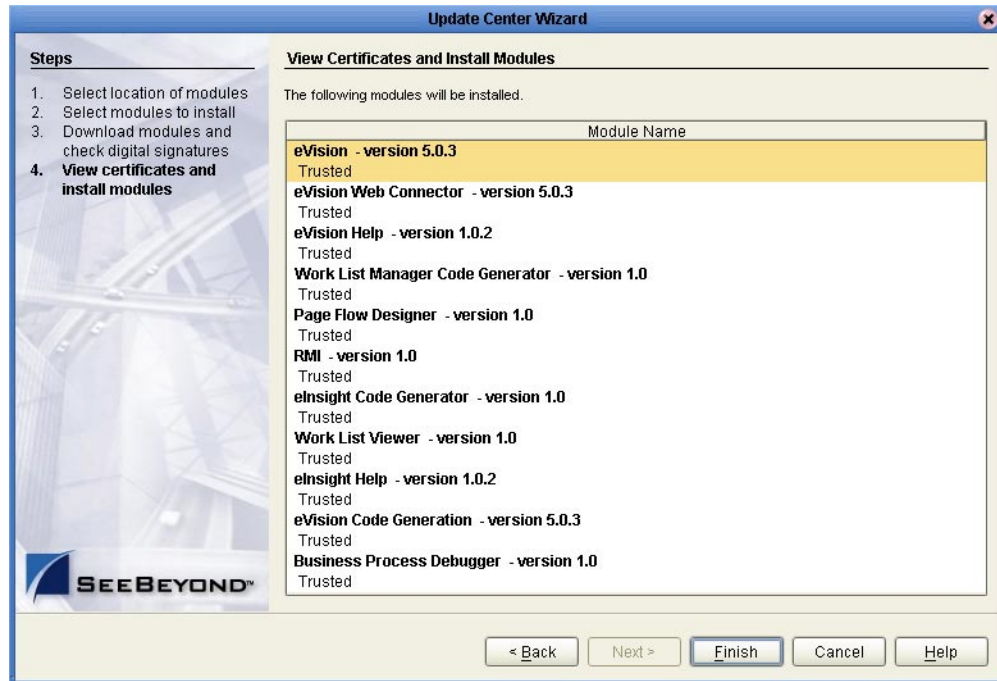 Update Center Wizard
Steps
1. Select location of modules
2. Select modules to install
3. Download modules and
check digital signatures
4. View certificates and
install modules
SEEBEYOND™
View Certificates and Install Modules
The following modules will be installed.
Module Name
eVision - version 5.0.3
Trusted
eVision Web Connector - version 5.0.3
Trusted
eVision Help - version 1.0.2
Trusted
Work List Manager Code Generator - version 1.0
Trusted
Page Flow Designer - version 1.0
Trusted
RMI - version 1.0
Trusted
eInsight Code Generator - version 1.0
Trusted
Work List Viewer - version 1.0
Trusted
eInsight Help - version 1.0.2
Trusted
eVision Code Generation - version 5.0.3
Trusted
Business Process Debugger - version 1.0
Trusted
< Back Next > Finish Cancel Help